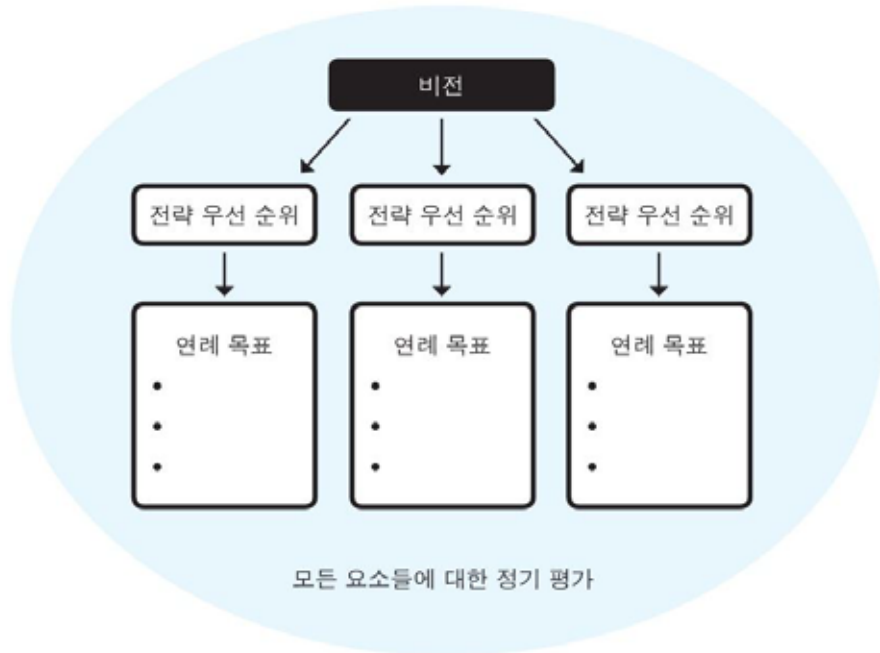 비전
전략 우선 순위
전략 우선 순위
전략 우선 순위
연례 목표
연례 목표
연례 목표
모든 요소들에 대한 정기 평가